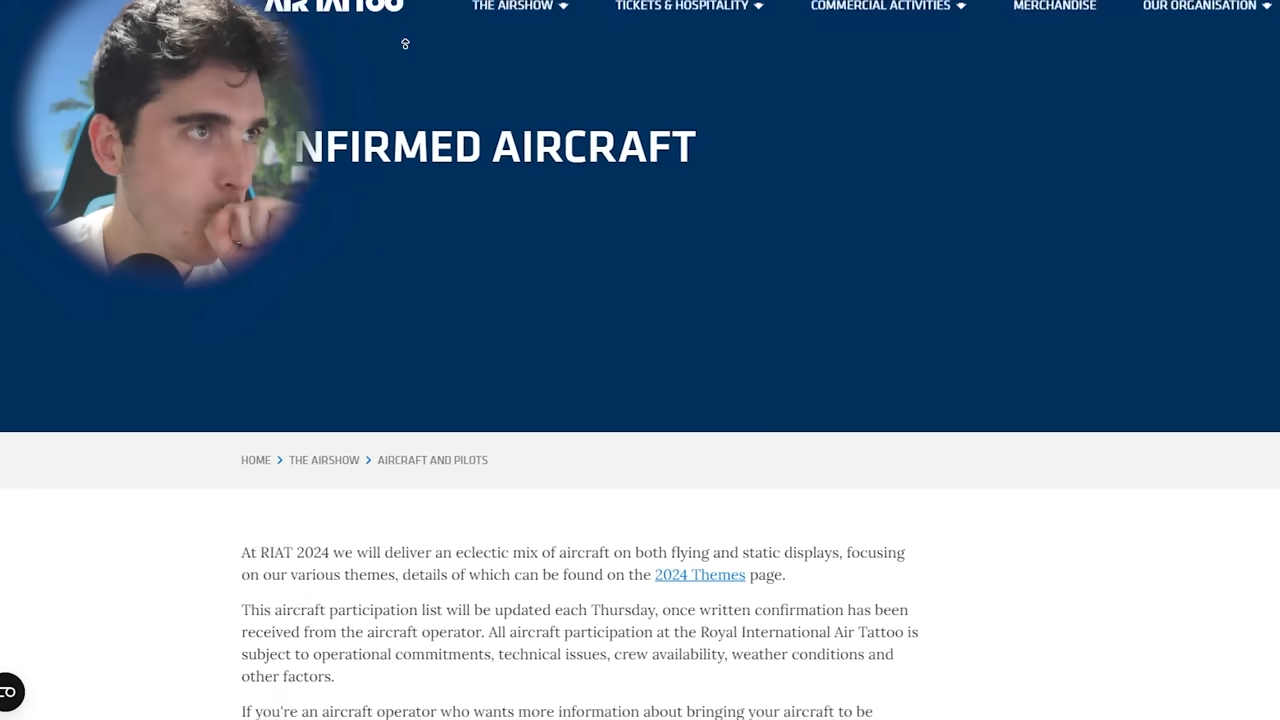 AIR TATTOO
THE AIRSHOW
TICKETS & HOSPITALITY
COMMERCIAL ACTIVITIES
MERCHANDISE
OUR ORGANISATION
NFIRMED AIRCRAFT
HOME > THE AIRSHOW > AIRCRAFT AND PILOTS
At RIAT 2024 we will deliver an eclectic mix of aircraft on both flying and static displays, focusing
on our various themes, details of which can be found on the 2024 Themes page.
This aircraft participation list will be updated each Thursday, once written confirmation has been
received from the aircraft operator. All aircraft participation at the Royal International Air Tattoo is
subject to operational commitments, technical issues, crew availability, weather conditions and
other factors.
If you're an aircraft operator who wants more information about bringing your aircraft to be